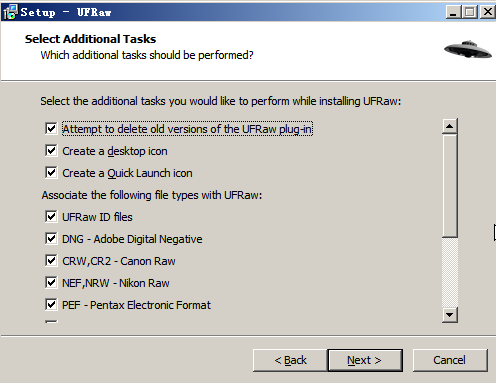 Setup - UFRaw
Select Additional Tasks
Which additional tasks should be performed?
Select the additional tasks you would like to perform while installing UFRaw:
Attempt to delete old versions of the UFRaw plug-in
Create a desktop icon
Create a Quick Launch icon
Associate the following file types with UFRaw:
UFRaw ID files
DNG - Adobe Digital Negative
CRW,CR2 - Canon Raw
NEF,NRW - Nikon Raw
PEF - Pentax Electronic Format
< Back
Next >
Cancel